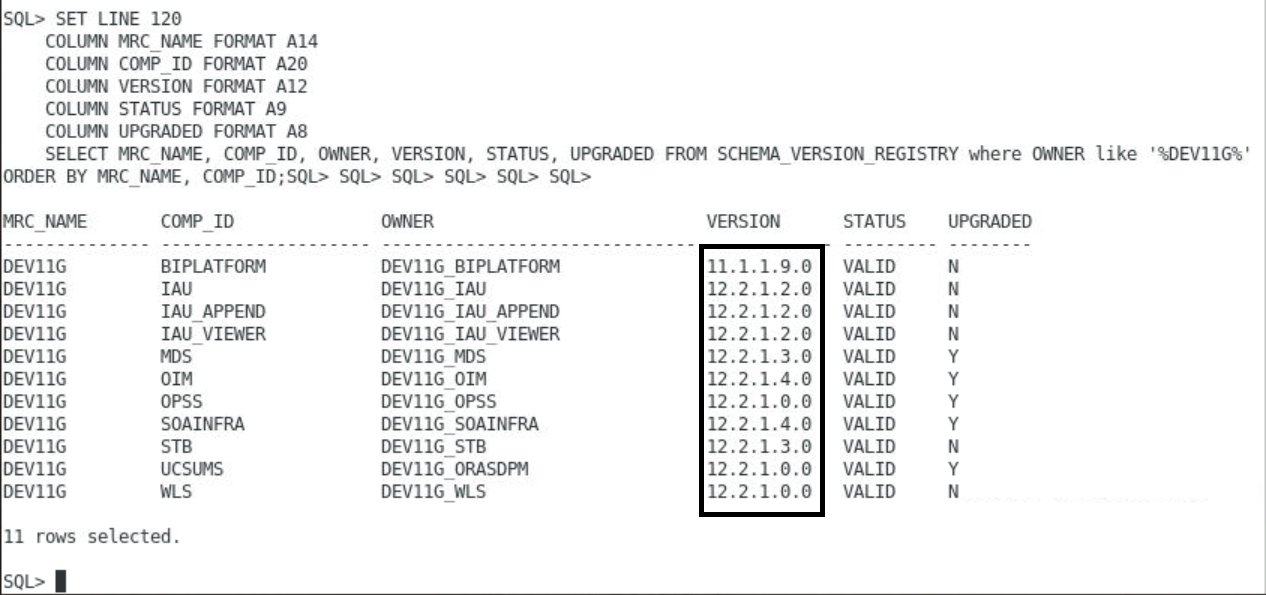 SQL> SET LINE 120
COLUMN MRC_NAME FORMAT A14
COLUMN COMP_ID FORMAT A20
COLUMN VERSION FORMAT A12
COLUMN STATUS FORMAT A9
COLUMN UPGRADED FORMAT A8
SELECT MRC_NAME, COMP_ID, OWNER, VERSION, STATUS, UPGRADED FROM SCHEMA_VERSION_REGISTRY where OWNER like '%DEV11G%'
ORDER BY MRC_NAME, COMP_ID;SQL> SQL> SQL> SQL> SQL> SQL>
MRC_NAME COMP_ID OWNER VERSION STATUS UPGRADED
-------------- -------------------- ------------------------------ ------------ --------- --------
DEV11G BIPLATFORM DEV11G_BIPLATFORM 11.1.1.9.0 VALID N
DEV11G IAU DEV11G_IAU 12.2.1.2.0 VALID N
DEV11G IAU_APPEND DEV11G_IAU_APPEND 12.2.1.2.0 VALID N
DEV11G IAU_VIEWER DEV11G_IAU_VIEWER 12.2.1.2.0 VALID N
DEV11G MDS DEV11G_MDS 12.2.1.3.0 VALID Y
DEV11G OIM DEV11G_OIM 12.2.1.4.0 VALID Y
DEV11G OPSS DEV11G_OPSS 12.2.1.0.0 VALID Y
DEV11G SOAINFRA DEV11G_SOAINFRA 12.2.1.4.0 VALID Y
DEV11G STB DEV11G_STB 12.2.1.3.0 VALID N
DEV11G UCSUMS DEV11G_ORASDPM 12.2.1.0.0 VALID Y
DEV11G WLS DEV11G_WLS 12.2.1.0.0 VALID N
11 rows selected.
SQL>